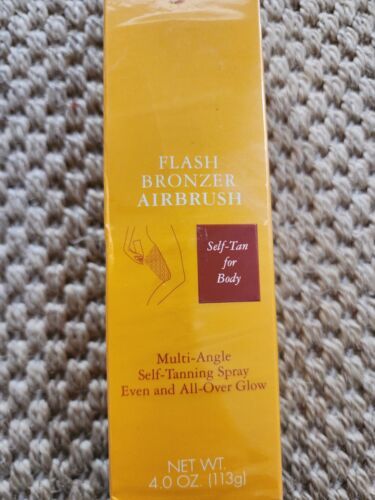 FLASH
BRONZER
AIRBRUSH
Self-Tan
for
Body
Multi-Angle
Self-Tanning Spray
Even and All-Over Glow
NET WT.
4.0 OZ. (113g)